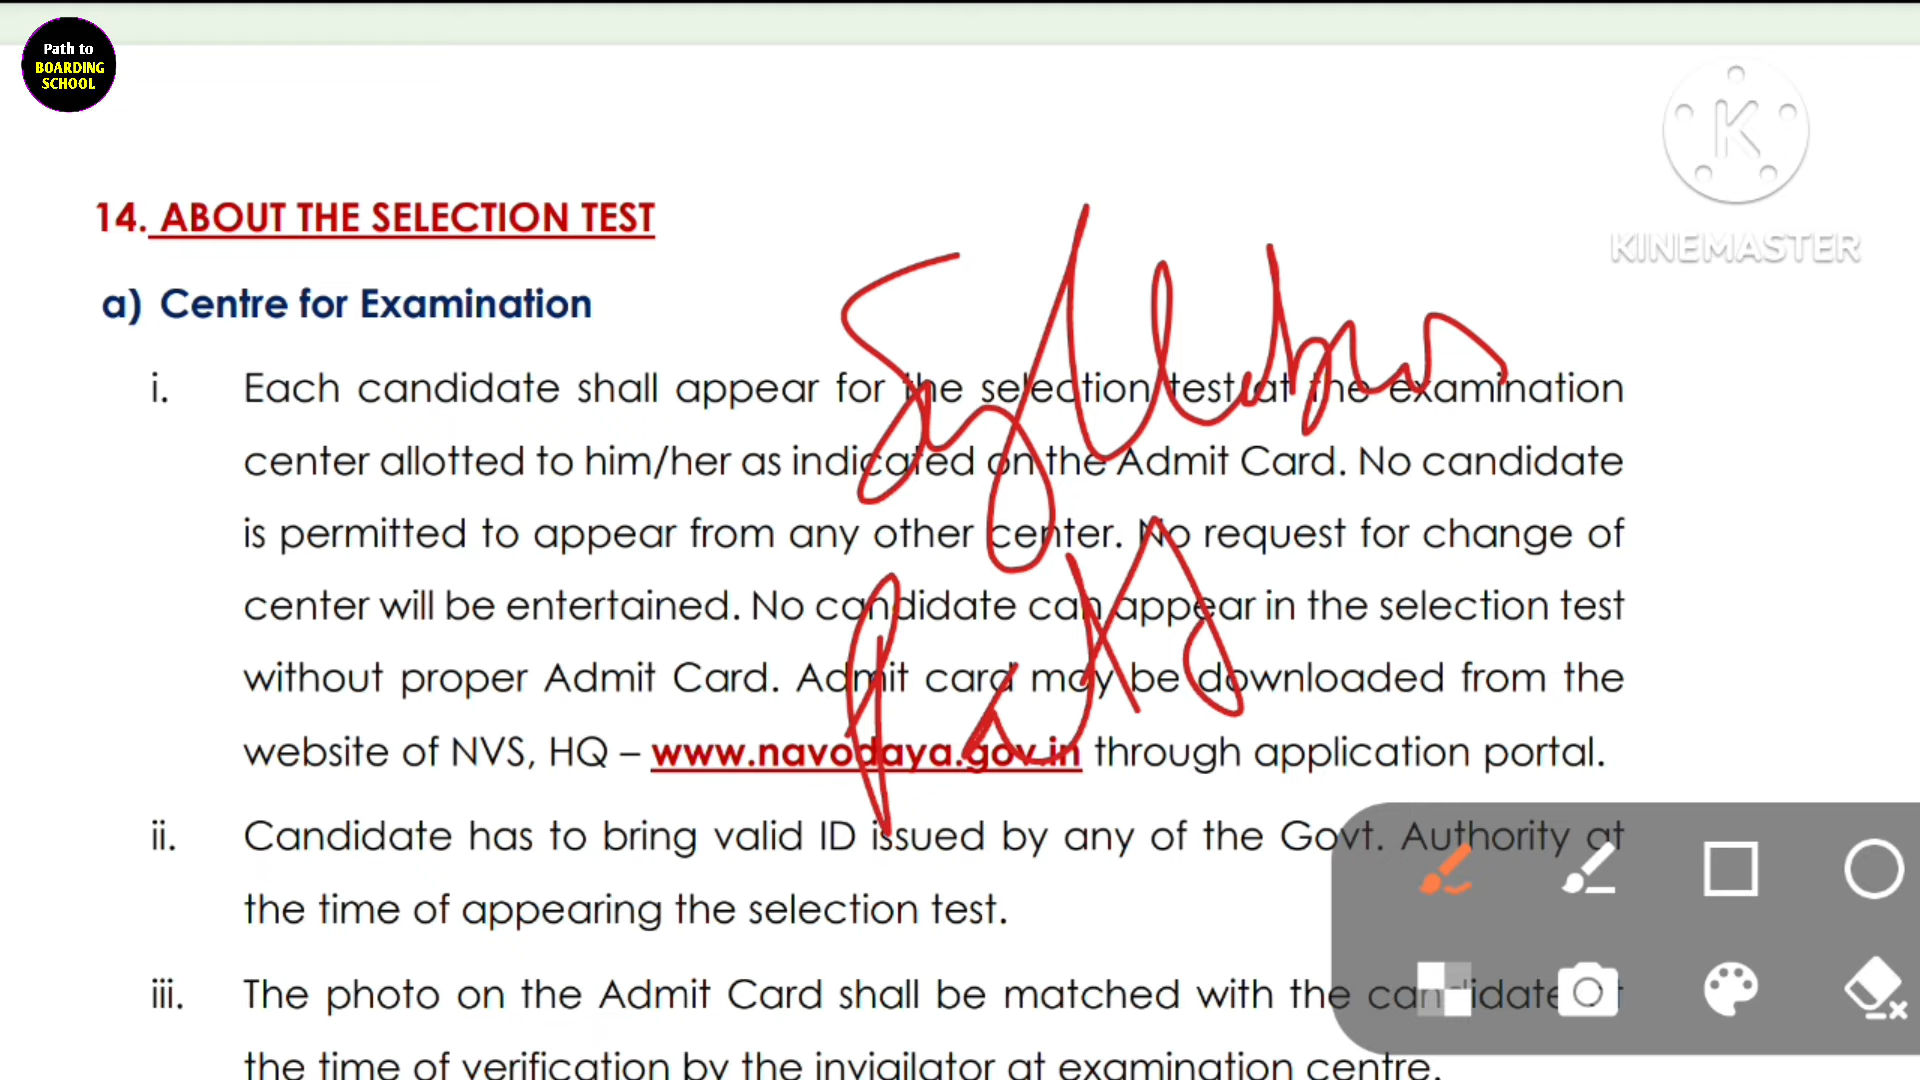 Path to
BOARDING
SCHOOL
KINEMASTER
14. ABOUT THE SELECTION TEST
a) Centre for Examination
i. Each candidate shall appear for the selection test at the examination
center allotted to him/her as indicated on the Admit Card. No candidate
is permitted to appear from any other center. No request for change of
center will be entertained. No candidate can appear in the selection test
without proper Admit Card. Admit card may be downloaded from the
website of NVS, HQ – www.navodaya.gov.in through application portal.
ii. Candidate has to bring valid ID issued by any of the Govt. Authority at
the time of appearing the selection test.
iii. The photo on the Admit Card shall be matched with the candidate
the time of verification by the invigilator at examination centre.
Syllebus